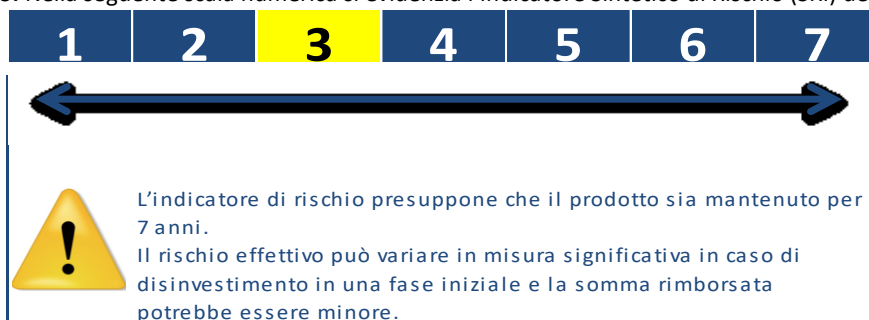 1 2 3 4 5 6 7
L'indicatore di rischio presuppone che il prodotto sia mantenuto per
7 anni.
Il rischio effettivo può variare in misura significativa in caso di
disinvestimento in una fase iniziale e la somma rimborsata
potrebbe essere minore.